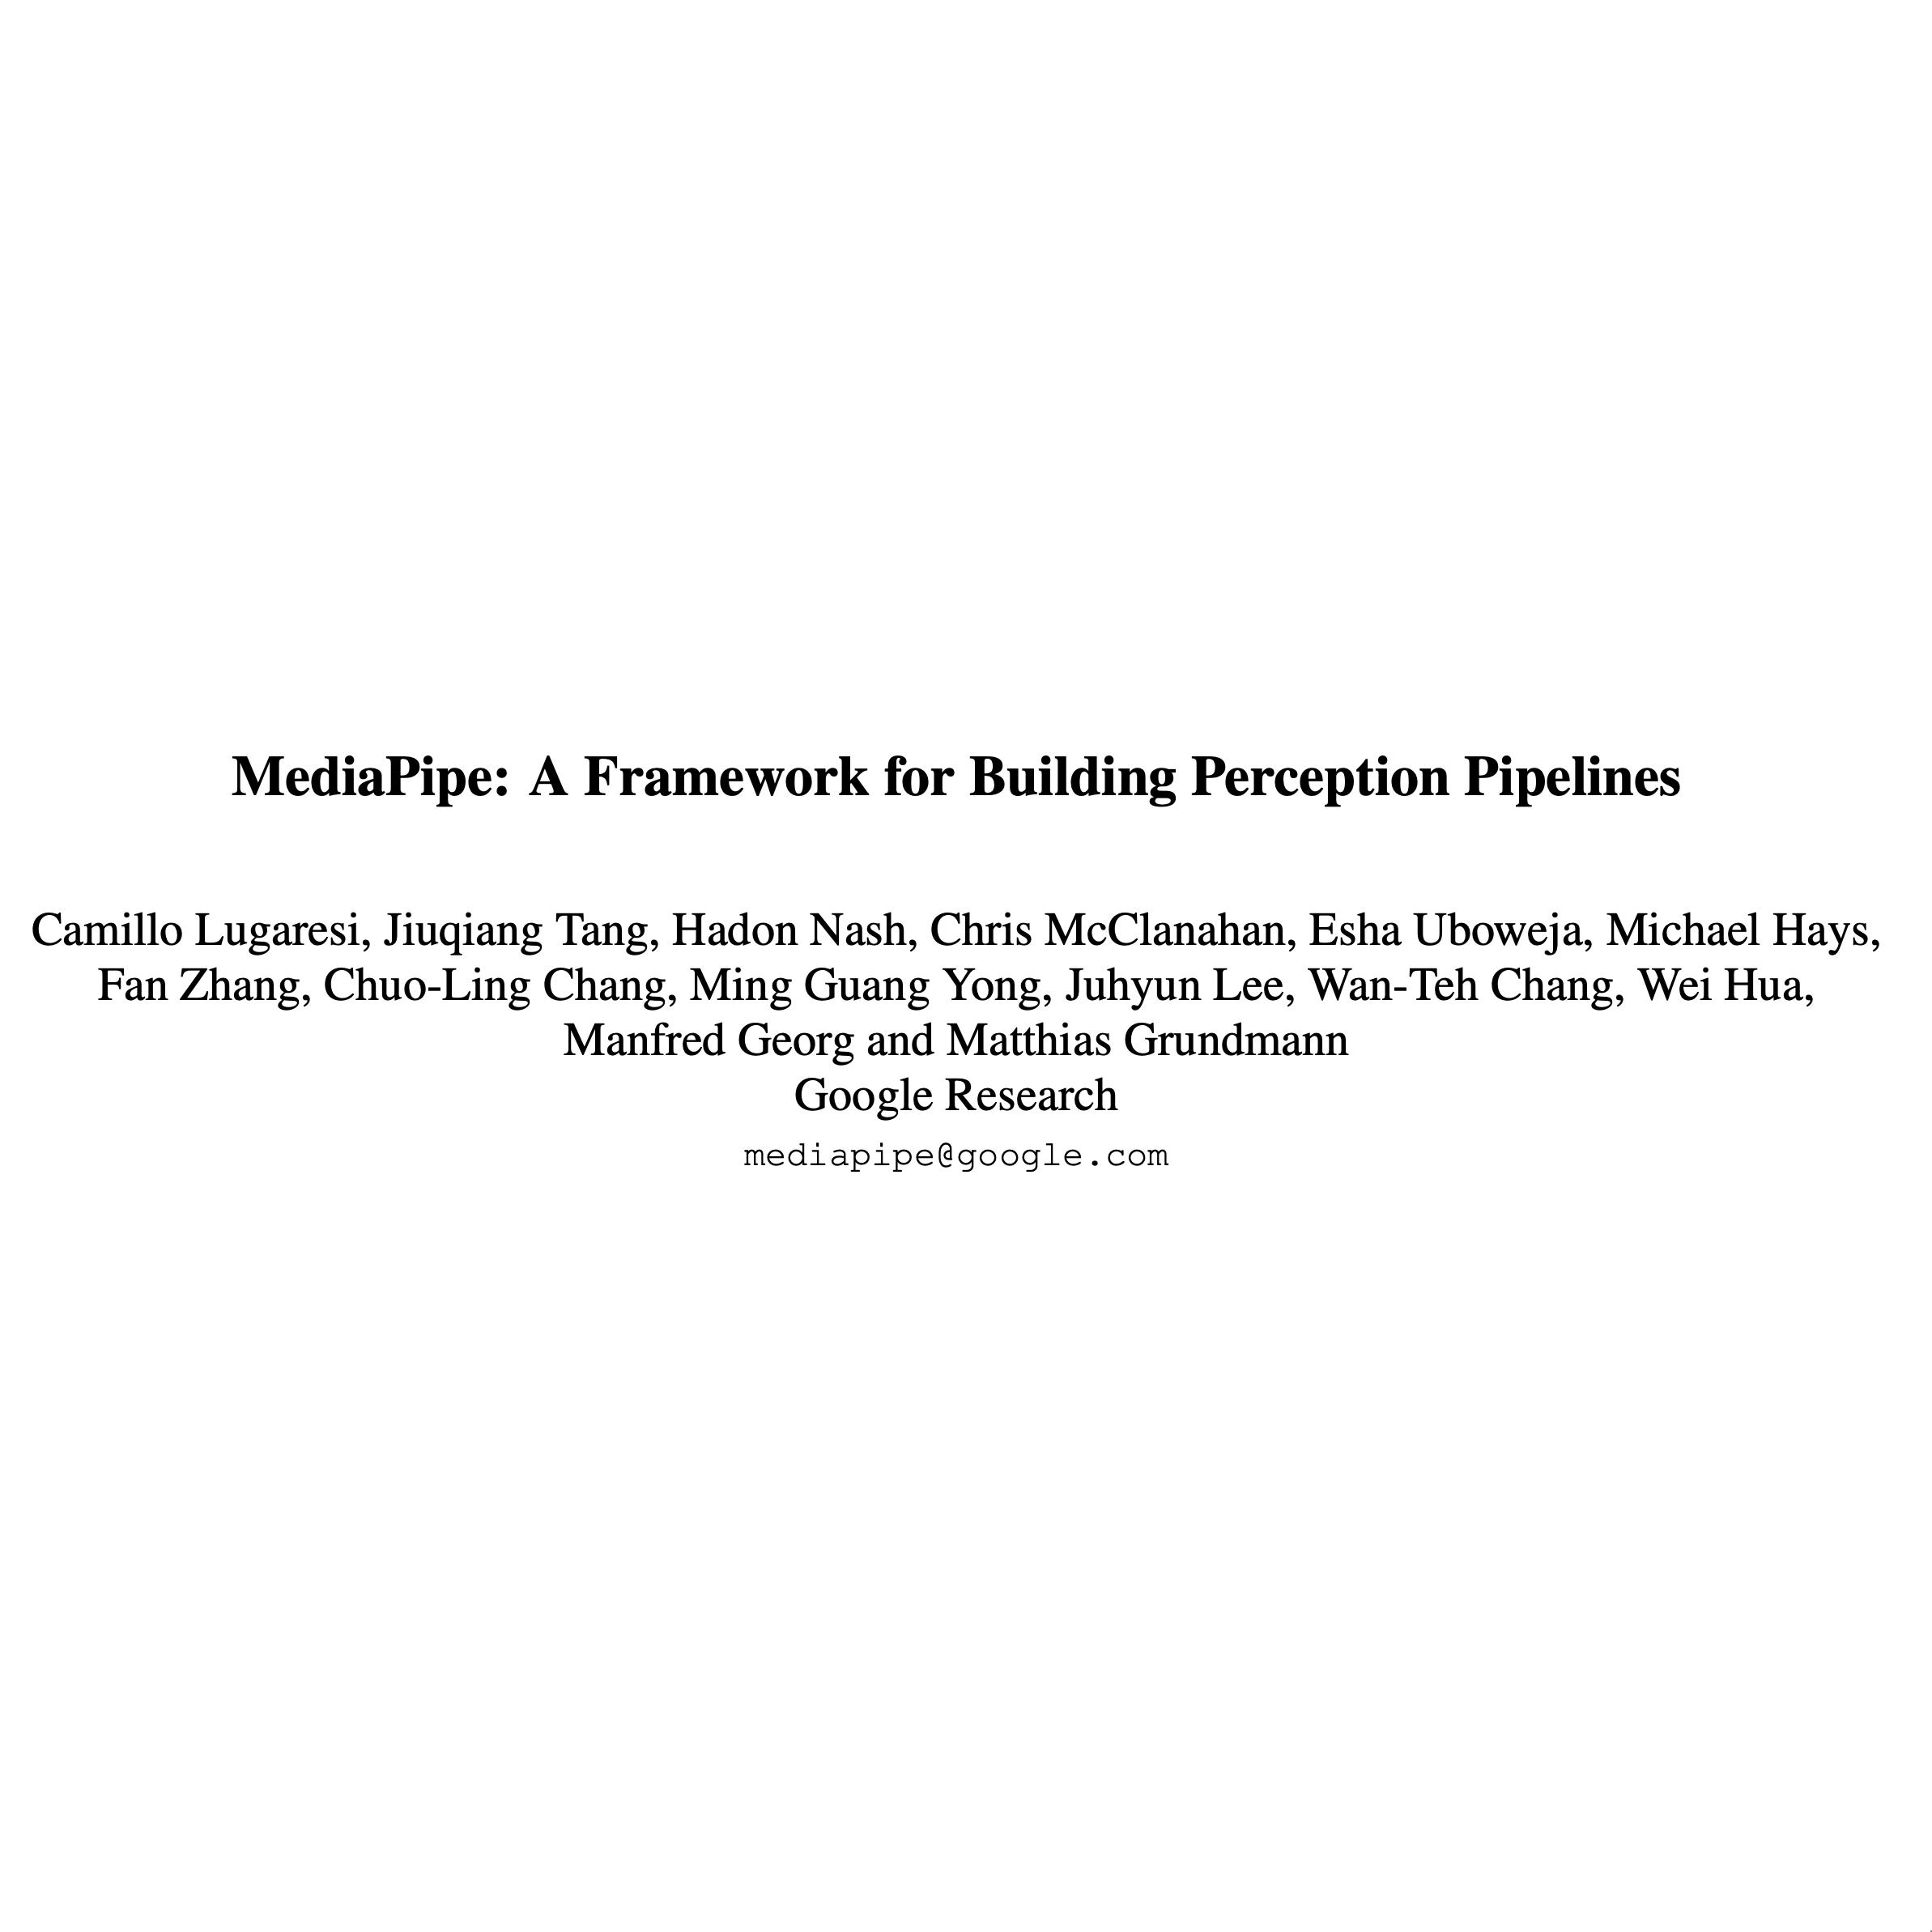 MediaPipe: A Framework for Building Perception Pipelines
Camillo Lugaresi, Jiuqiang Tang, Hadon Nash, Chris McClanahan, Esha Uboweja, Michael Hays,
Fan Zhang, Chuo-Ling Chang, Ming Guang Yong, Juhyun Lee, Wan-Teh Chang, Wei Hua,
Manfred Georg and Matthias Grundmann
Google Research
mediapipe@google.com